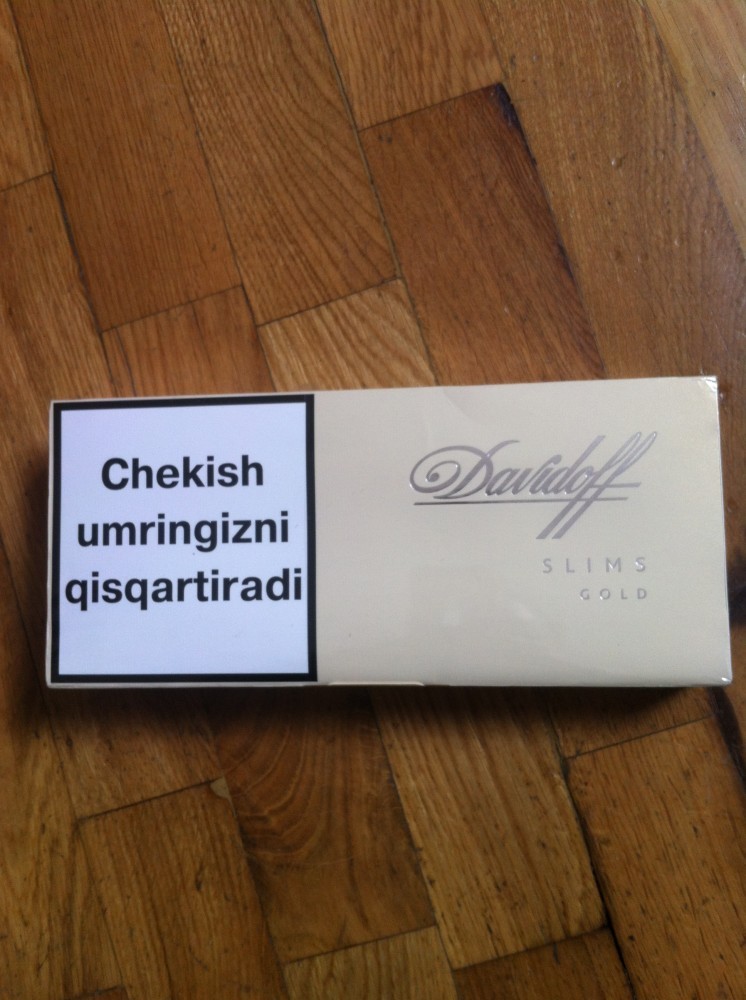 Chekish
umringizni
qisqartiradi
Davidoff
SLIMS
GOLD